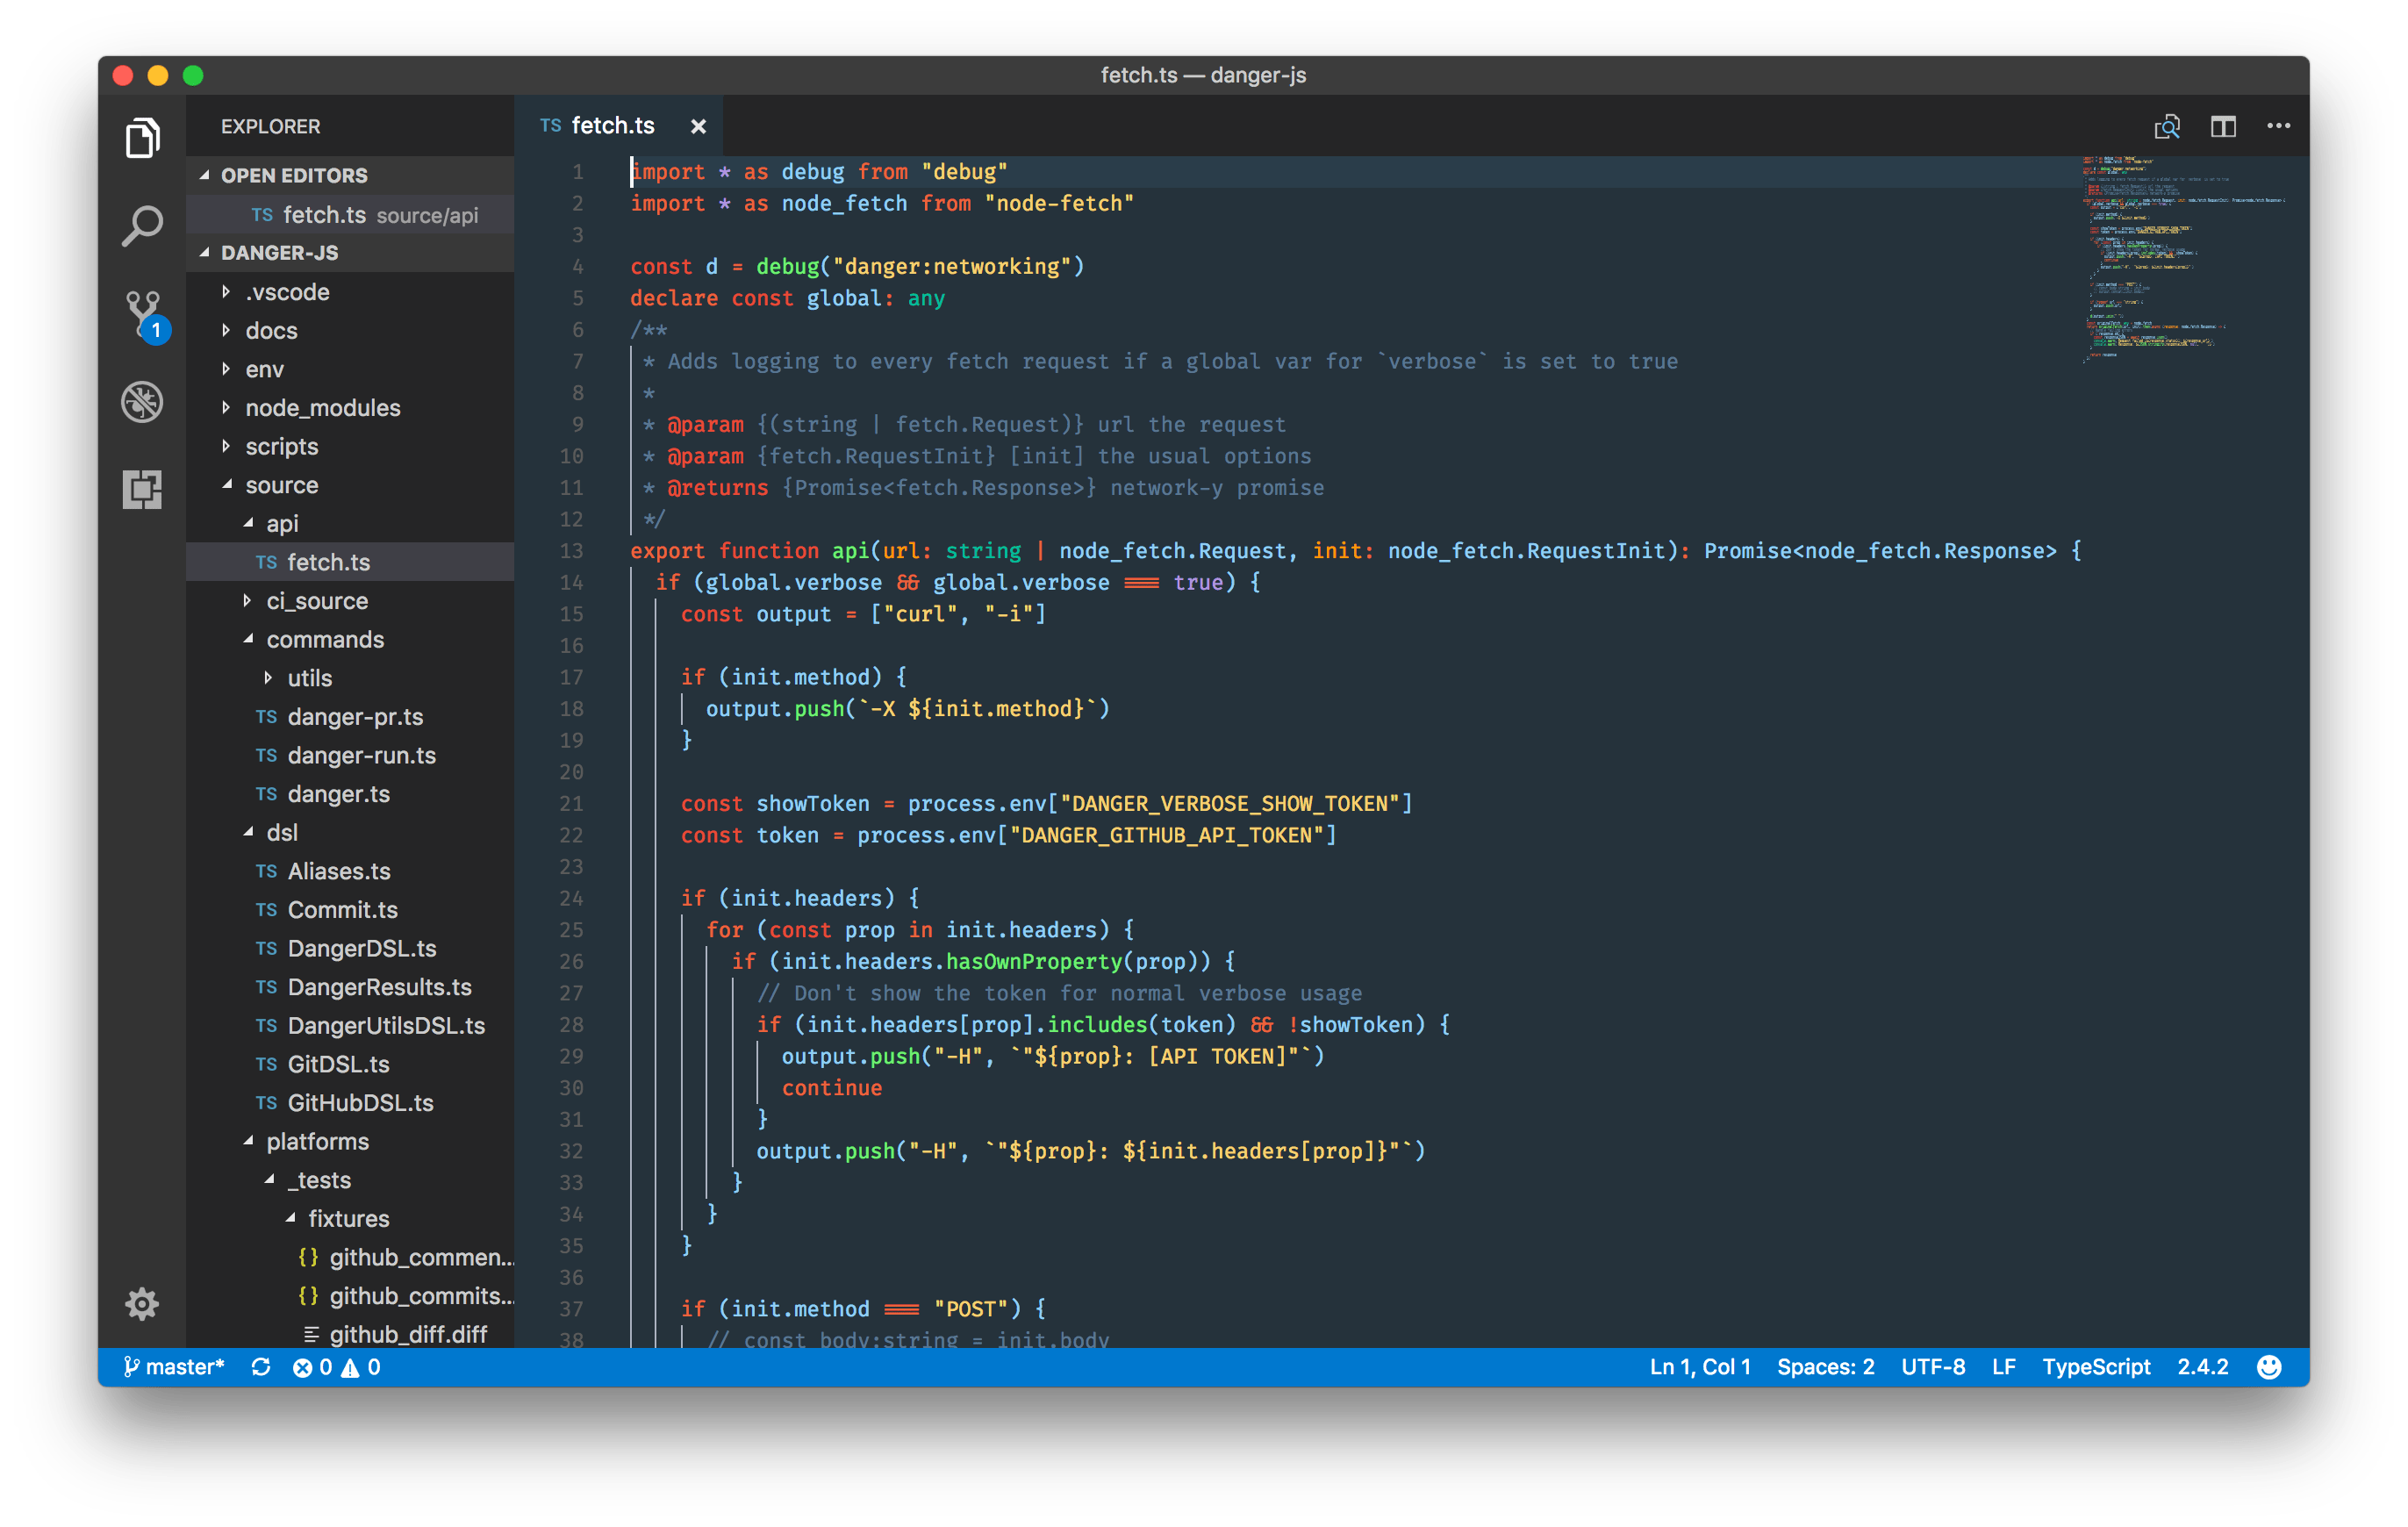 fetch.ts — danger-js
EXPLORER
OPEN EDITORS
TS fetch.ts source/api
DANGER-JS
.vscode
docs
env
node_modules
scripts
source
api
TS fetch.ts
ci_source
commands
utils
TS danger-pr.ts
TS danger-run.ts
TS danger.ts
dsl
TS Aliases.ts
TS Commit.ts
TS DangerDSL.ts
TS DangerResults.ts
TS DangerUtilsDSL.ts
TS GitDSL.ts
TS GitHubDSL.ts
platforms
_tests
fixtures
{} github_commen...
{} github_commits...
github_diff.diff
1
TS fetch.ts ×
1 import * as debug from "debug"
2 import * as node_fetch from "node-fetch"
3
4 const d = debug("danger:networking")
5 declare const global: any
6 /**
7 * Adds logging to every fetch request if a global var for `verbose` is set to true
8 *
9 * @param {(string | fetch.Request)} url the request
10 * @param {fetch.RequestInit} [init] the usual options
11 * @returns {Promise<fetch.Response>} network-y promise
12 */
13 export function api(url: string | node_fetch.Request, init: node_fetch.RequestInit): Promise<node_fetch.Response> {
14 if (global.verbose && global.verbose === true) {
15 const output = ["curl", "-i"]
16
17 if (init.method) {
18 output.push(`-X ${init.method}`)
19 }
20
21 const showToken = process.env["DANGER_VERBOSE_SHOW_TOKEN"]
22 const token = process.env["DANGER_GITHUB_API_TOKEN"]
23
24 if (init.headers) {
25 for (const prop in init.headers) {
26 if (init.headers.hasOwnProperty(prop)) {
27 // Don't show the token for normal verbose usage
28 if (init.headers[prop].includes(token) && !showToken) {
29 output.push("-H", `"${prop}: [API TOKEN]"`)
30 continue
31 }
32 output.push("-H", `"${prop}: ${init.headers[prop]}"`)
33 }
34 }
35 }
36
37 if (init.method === "POST") {
38 // const body:string = init.body
master* 0 0
Ln 1, Col 1 Spaces: 2 UTF-8 LF TypeScript 2.4.2